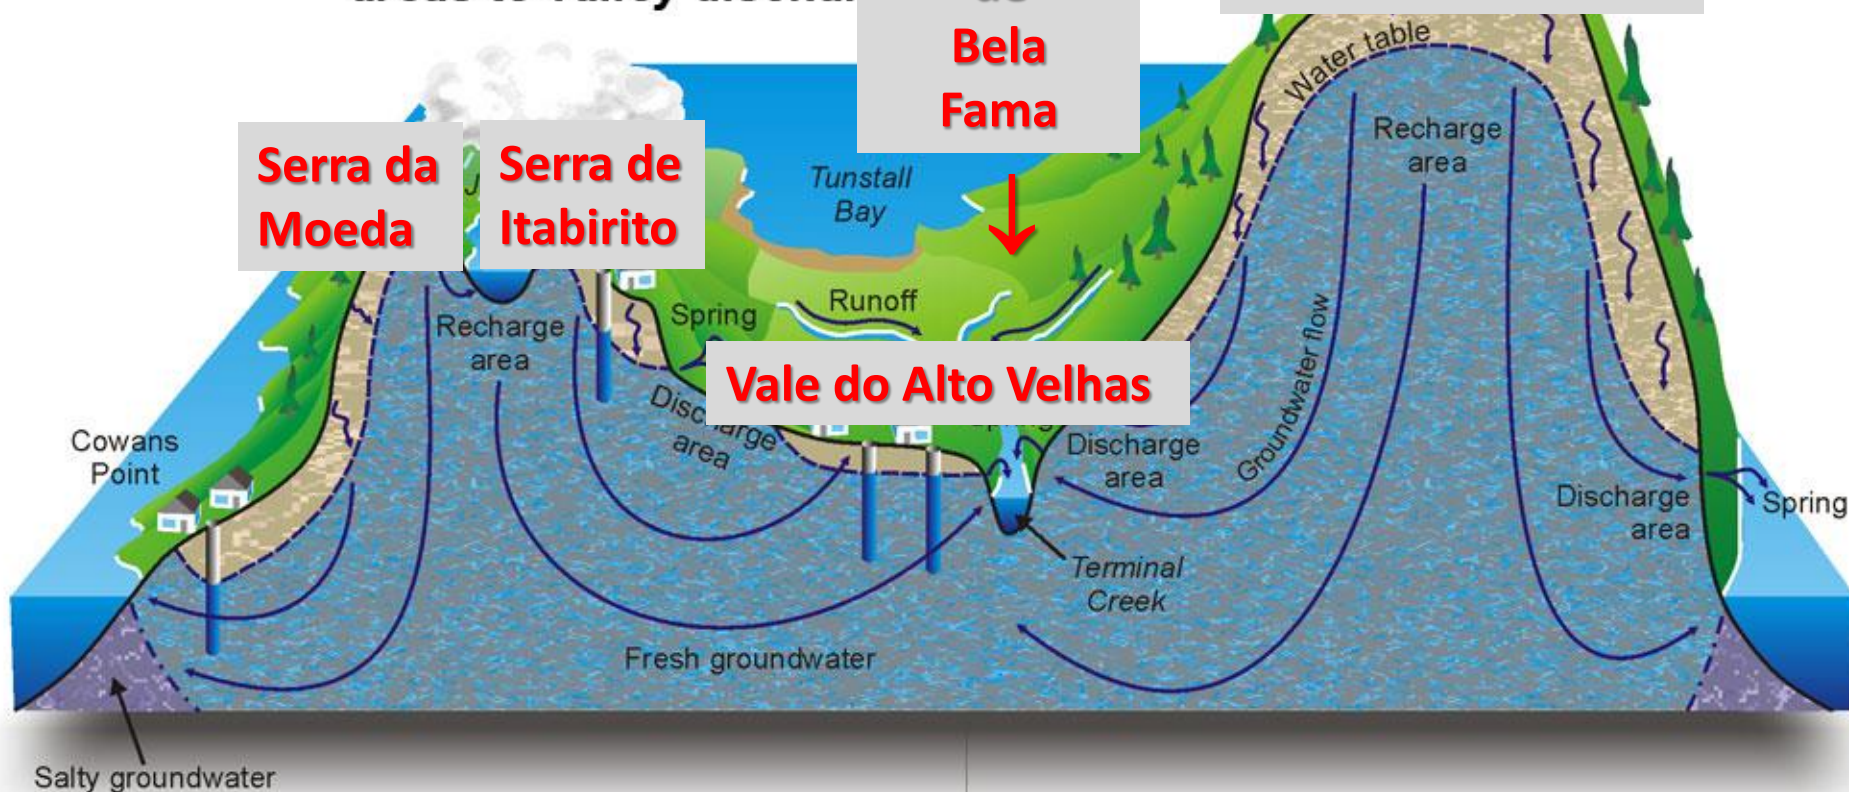 Bela
Fama
Water table
Serra da
Moeda
Serra de
Itabirito
Recharge
area
Tunstall
Bay
Runoff
Spring
Recharge
area
Groundwater flow
Vale do Alto Velhas
Discharge
area
Cowans
Point
Discharge
area
Discharge
area
Spring
Terminal
Creek
Fresh groundwater
Salty groundwater